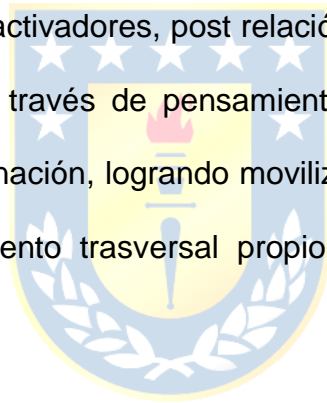 activadores, post relació
través de pensamient
nación, logrando moviliz
ento trasversal propio